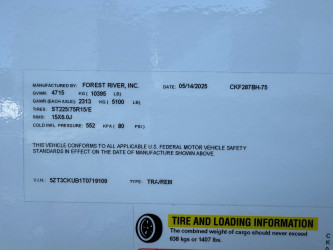 MANUFACTURED BY: FOREST RIVER, INC. DATE: 05/14/2025 CKF287BH-75
GVWR: 4715 KG ( 10395 LB)
GAWR (EACH AXLE): 2313 KG ( 5100 LB)
TIRES: ST225/75R15/E
RIMS: 15X6.0J
COLD INFL. PRESSURE: 552 KPA ( 80 PSI)
THIS VEHICLE CONFORMS TO ALL APPLICABLE U.S. FEDERAL MOTOR VEHICLE SAFETY
STANDARDS IN EFFECT ON THE DATE OF MANUFACTURE SHOWN ABOVE.
V.I.N.: 5ZT3CKUB1T0719109 TYPE: TRA/REM
TIRE AND LOADING INFORMATION
The combined weight of cargo should never exceed
638 kgs or 1407 lbs.